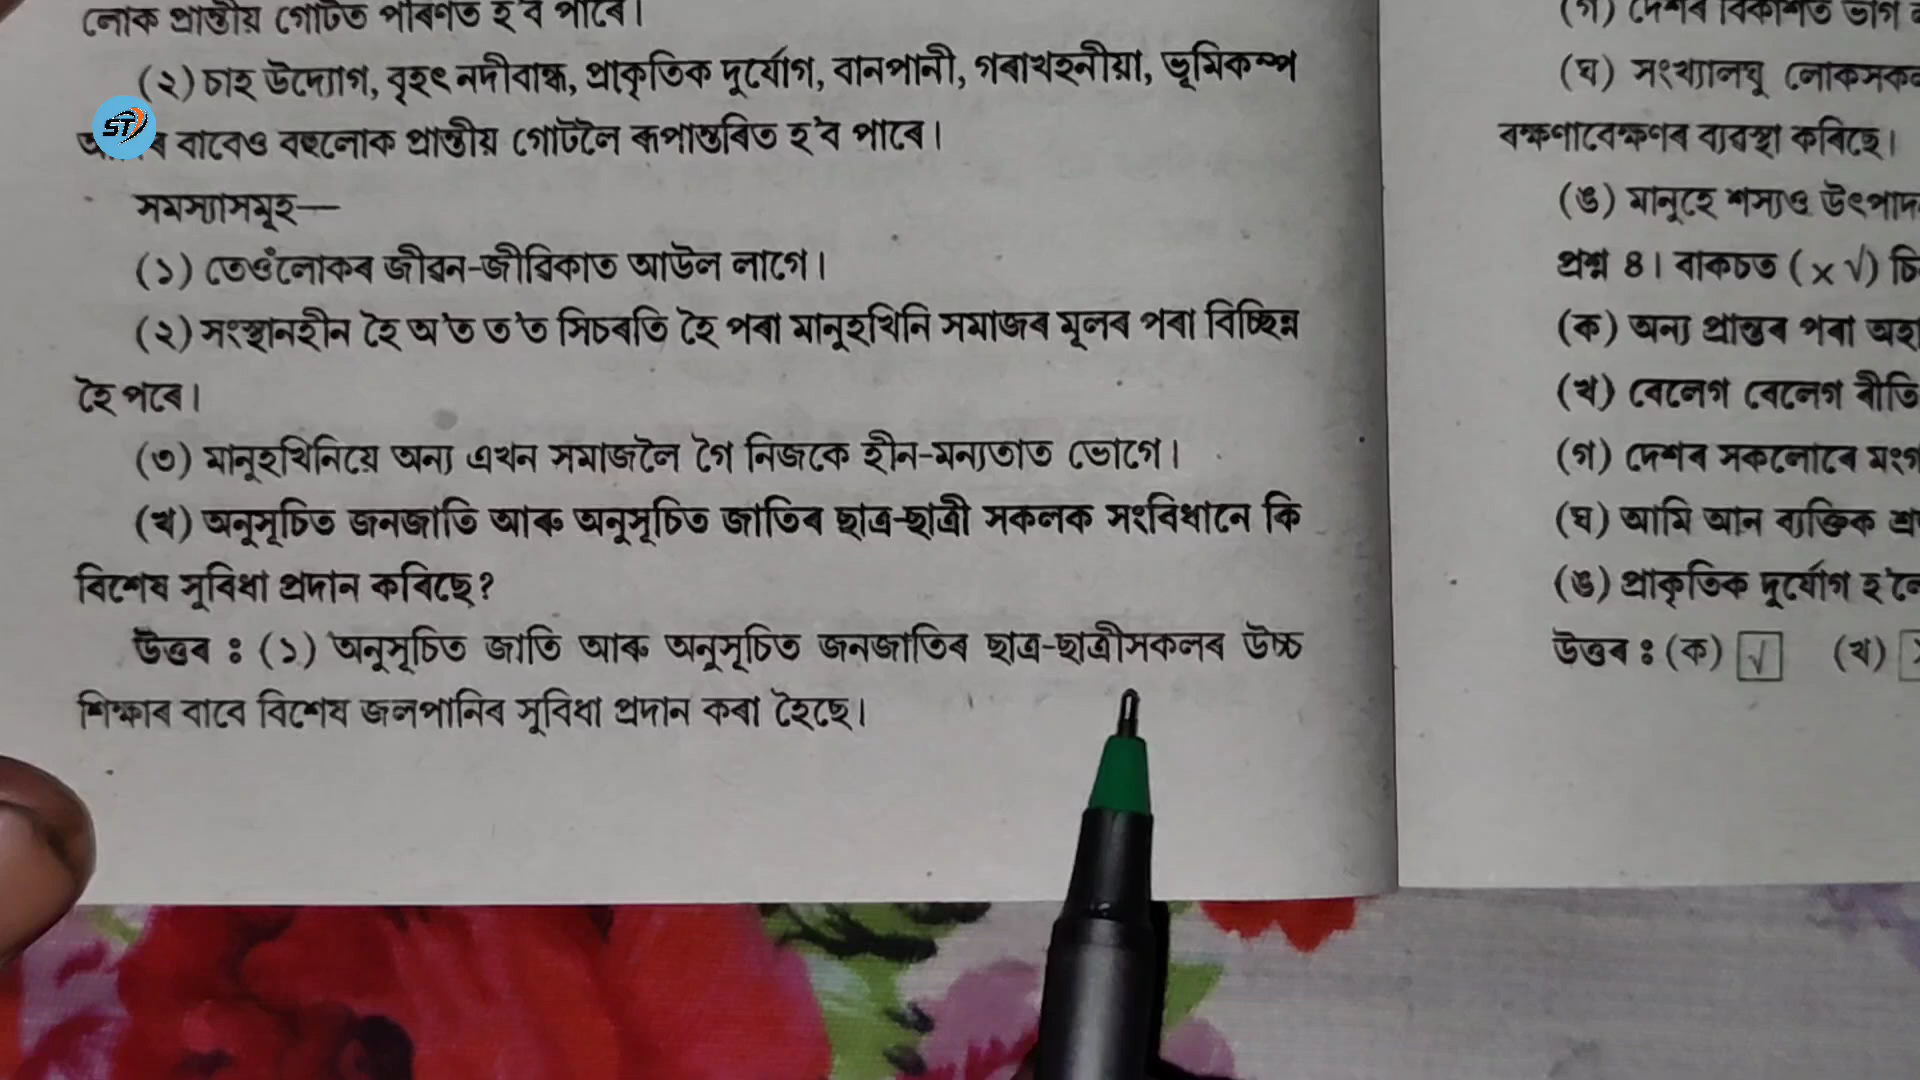 লোক প্ৰান্তীয় গোটত পৰিণত হ'ব পাৰে।
(২) চাহ উদ্যোগ, বৃহৎ নদীবান্ধ, প্ৰাকৃতিক দুৰ্যোগ, বানপানী, গৰাখহনীয়া, ভূমিকম্প
বাবেও বহুলোক প্ৰান্তীয় গোটলৈ ৰূপান্তৰিত হ'ব পাৰে।
সমস্যাসমূহ—
(১) তেওঁলোকৰ জীৱন-জীৱিকাত আউল লাগে।
(২) সংস্থানহীন হৈ অ'ত ত'ত সিচৰতি হৈ পৰা মানুহখিনি সমাজৰ মূলৰ পৰা বিচ্ছিন্ন
হৈ পৰে।
(৩) মানুহখিনিয়ে অন্য এখন সমাজলৈ গৈ নিজকে হীন-মন্যতাত ভোগে।
(খ) অনুসূচিত জনজাতি আৰু অনুসূচিত জাতিৰ ছাত্ৰ-ছাত্ৰী সকলক সংবিধানে কি
বিশেষ সুবিধা প্ৰদান কৰিছে?
উত্তৰ ঃ (১) অনুসূচিত জাতি আৰু অনুসূচিত জনজাতিৰ ছাত্ৰ-ছাত্ৰীসকলৰ উচ্চ
শিক্ষাৰ বাবে বিশেষ জলপানিৰ সুবিধা প্ৰদান কৰা হৈছে।
ST
(গ) দেশৰ বিকাশত ভাগ
(ঘ) সংখ্যালঘু
ৰক্ষণাবেক্ষণৰ ব্যৱস্থা কৰিছে।
(ঙ) মানুহে শস্যও
প্ৰশ্ন ৪। বাকচত (× √)
(ক) অন্য প্ৰান্তৰ পৰা
(খ) বেলেগ বেলেগ
(গ) দেশৰ সকলোৰে
(ঘ) আমি আন ব্যক্তিক
(ঙ) প্ৰাকৃতিক দুৰ্যোগ
উত্তৰ ঃ (ক) √ (খ)